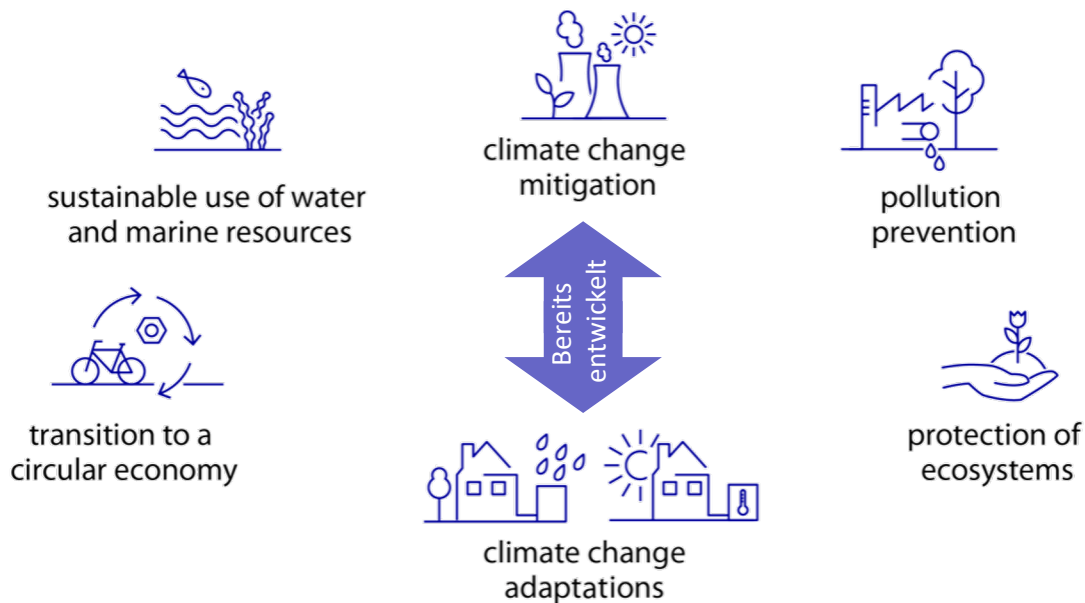 climate change
mitigation
sustainable use of water
and marine resources
pollution
prevention
Bereits
entwickelt
transition to a
circular economy
protection of
ecosystems
climate change
adaptations